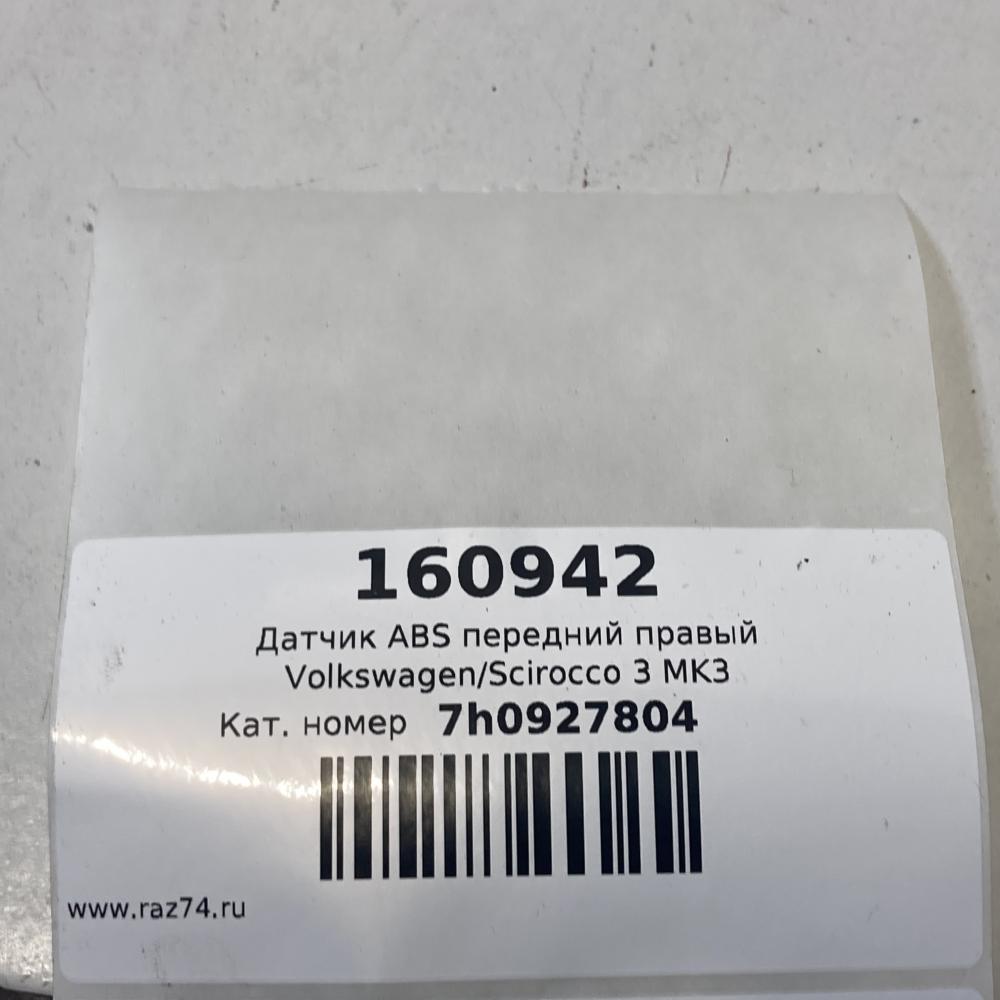 160942
Датчик ABS передний правый
Volkswagen/Scirocco 3 MK3
Кат. номер 7h0927804
www.raz74.ru